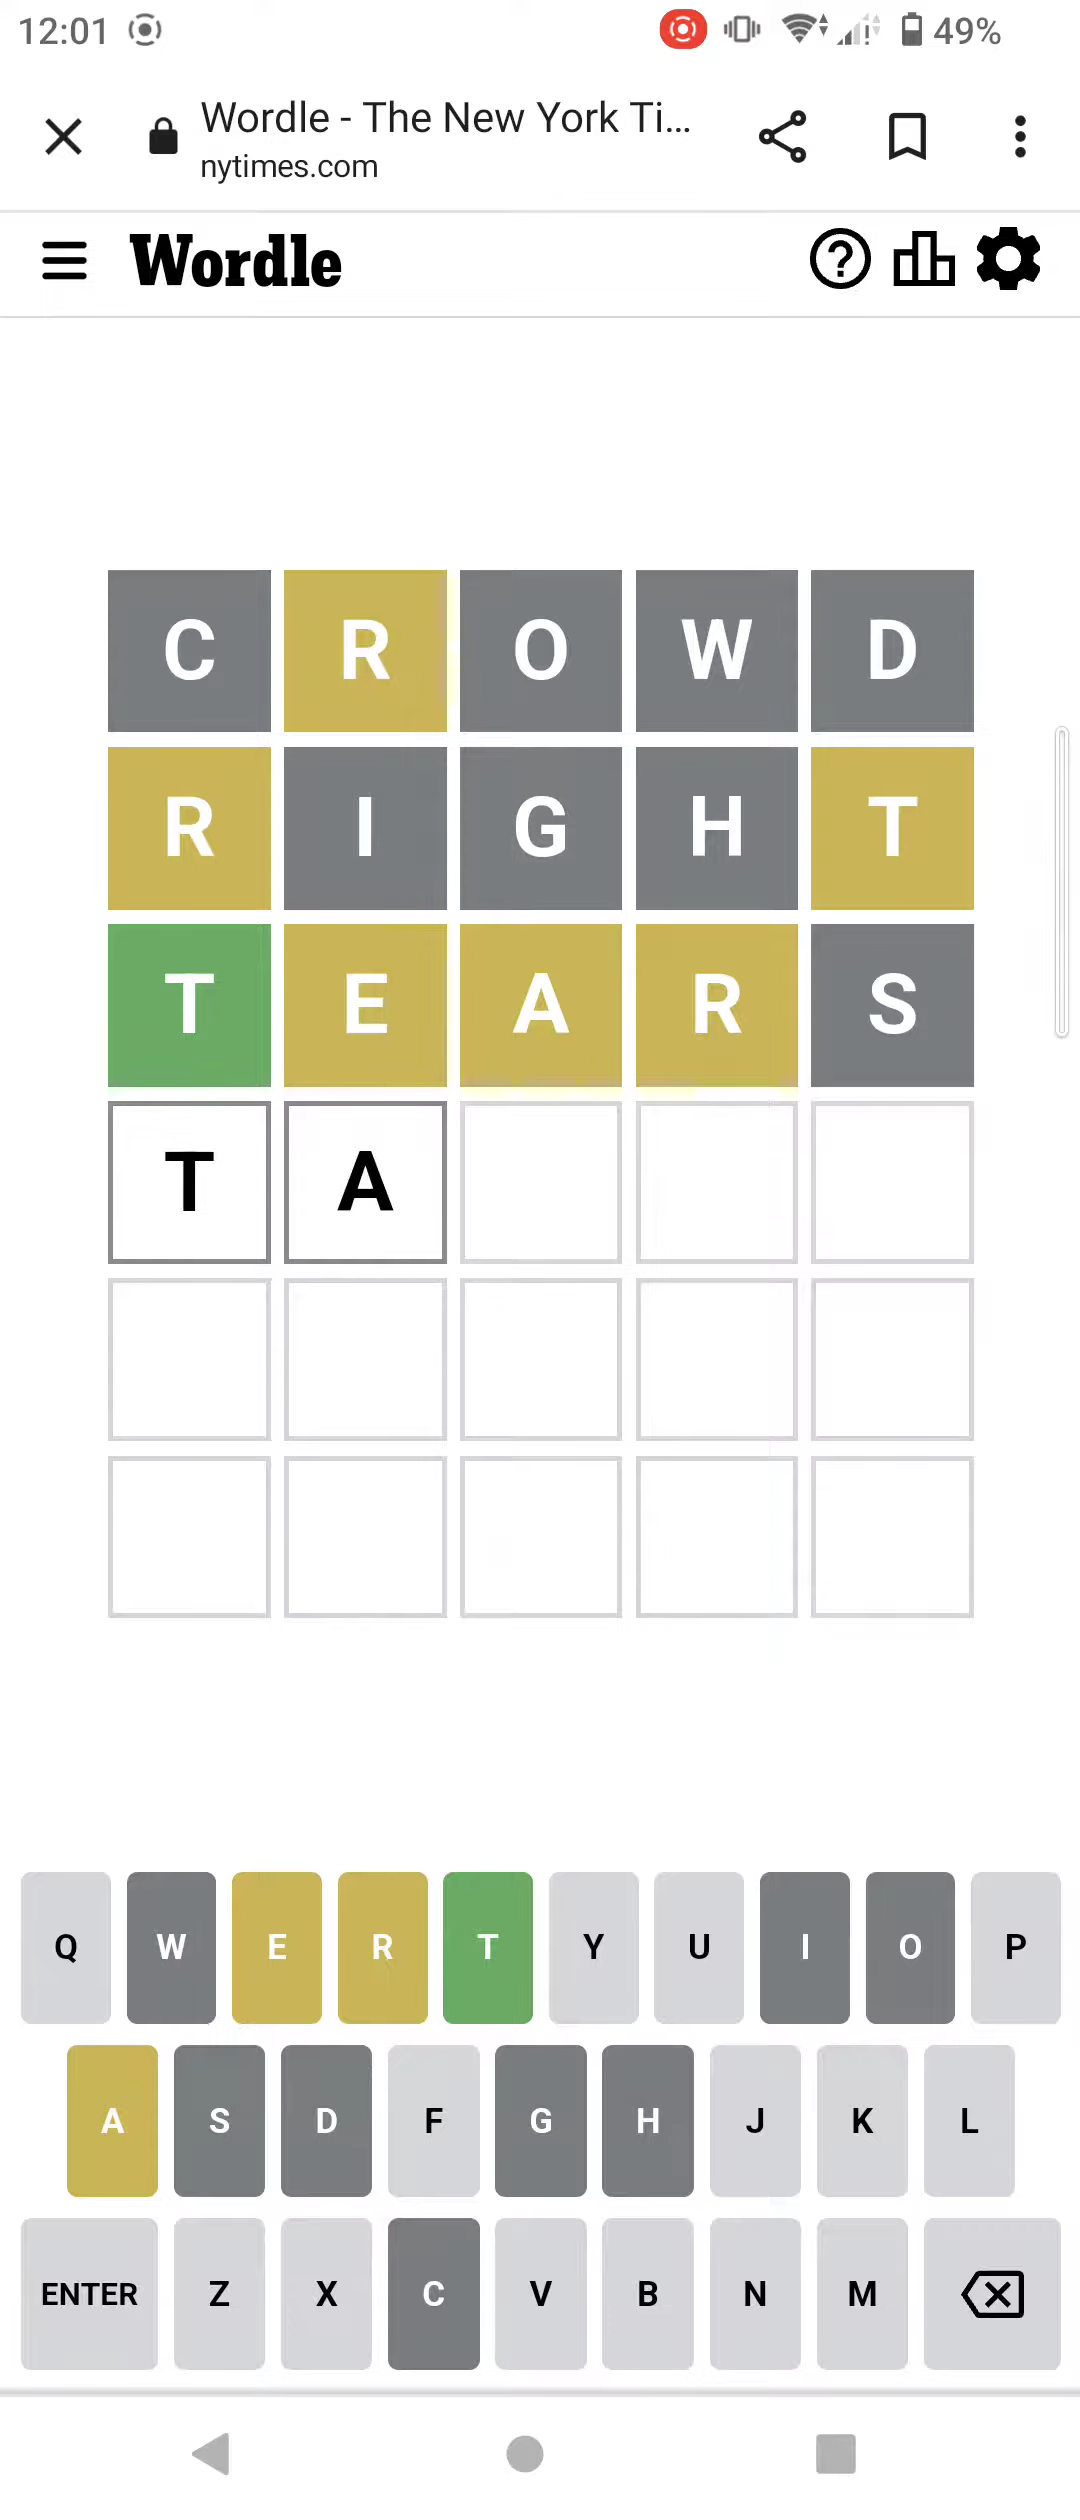 12:01 49%
Wordle - The New York Ti...
nytimes.com
Wordle
C R O W D
R I G H T
T E A R S
T A
Q W E R T Y U I O P
A S D F G H J K L
ENTER Z X C V B N M